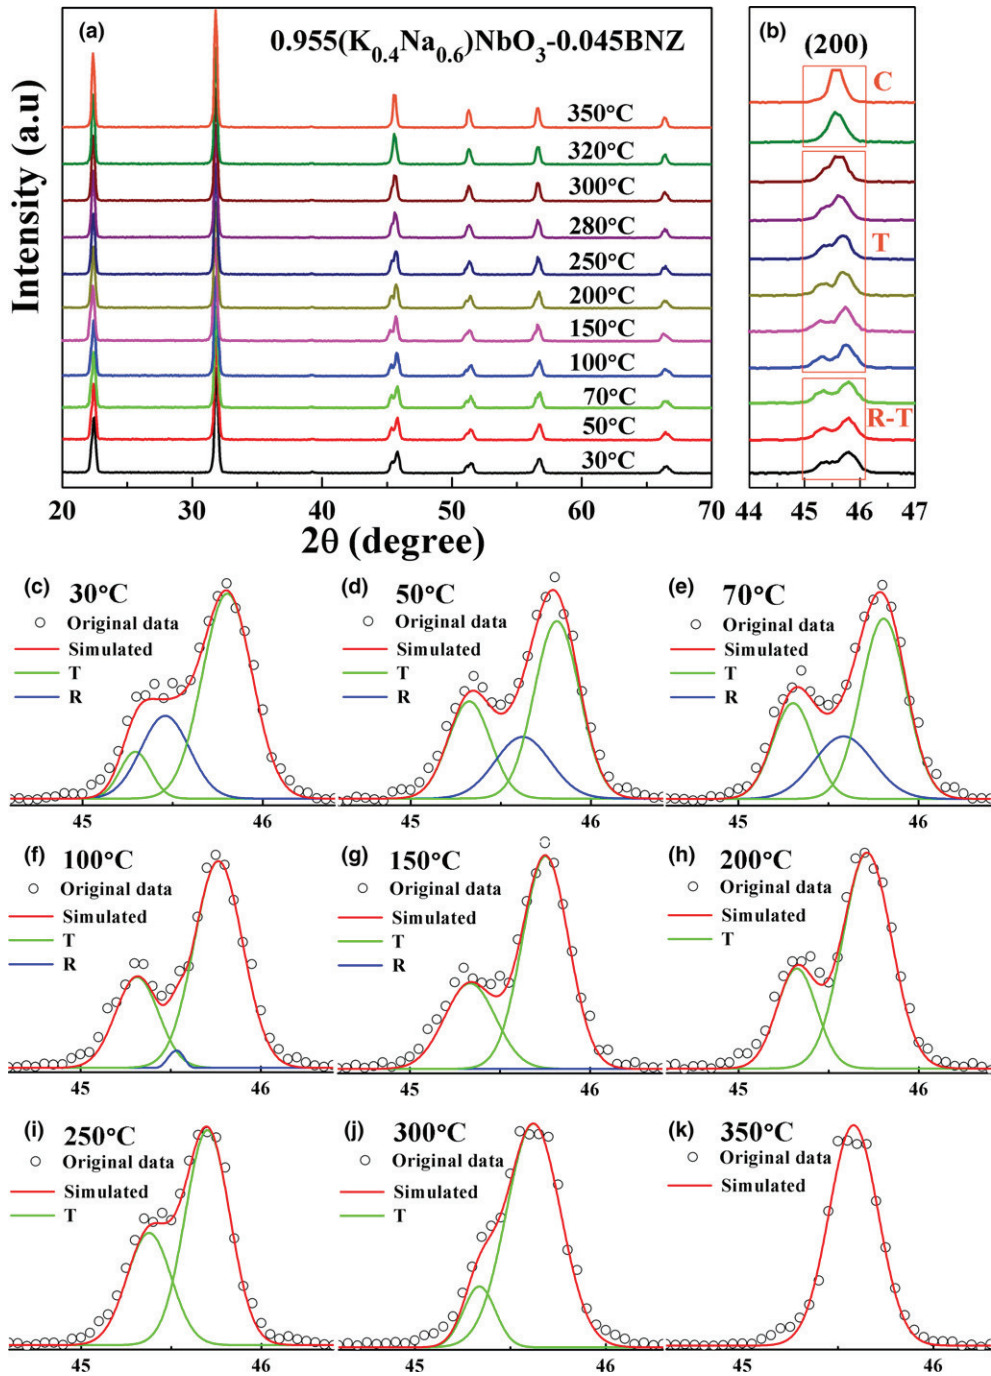 (a)
0.955(K0.4Na0.6)NbO3-0.045BNZ
Intensity (a.u)
350°C
320°C
300°C
280°C
250°C
200°C
150°C
100°C
70°C
50°C
30°C
20 30 40 50 60 70
2θ (degree)
(b)
(200)
C
T
R-T
44 45 46 47
(c) 30°C
Original data
Simulated
T
R
45 46
(d) 50°C
Original data
Simulated
T
R
45 46
(e) 70°C
Original data
Simulated
T
R
45 46
(f) 100°C
Original data
Simulated
T
R
45 46
(g) 150°C
Original data
Simulated
T
R
45 46
(h) 200°C
Original data
Simulated
T
45 46
(i) 250°C
Original data
Simulated
T
45 46
(j) 300°C
Original data
Simulated
T
45 46
(k) 350°C
Original data
Simulated
45 46